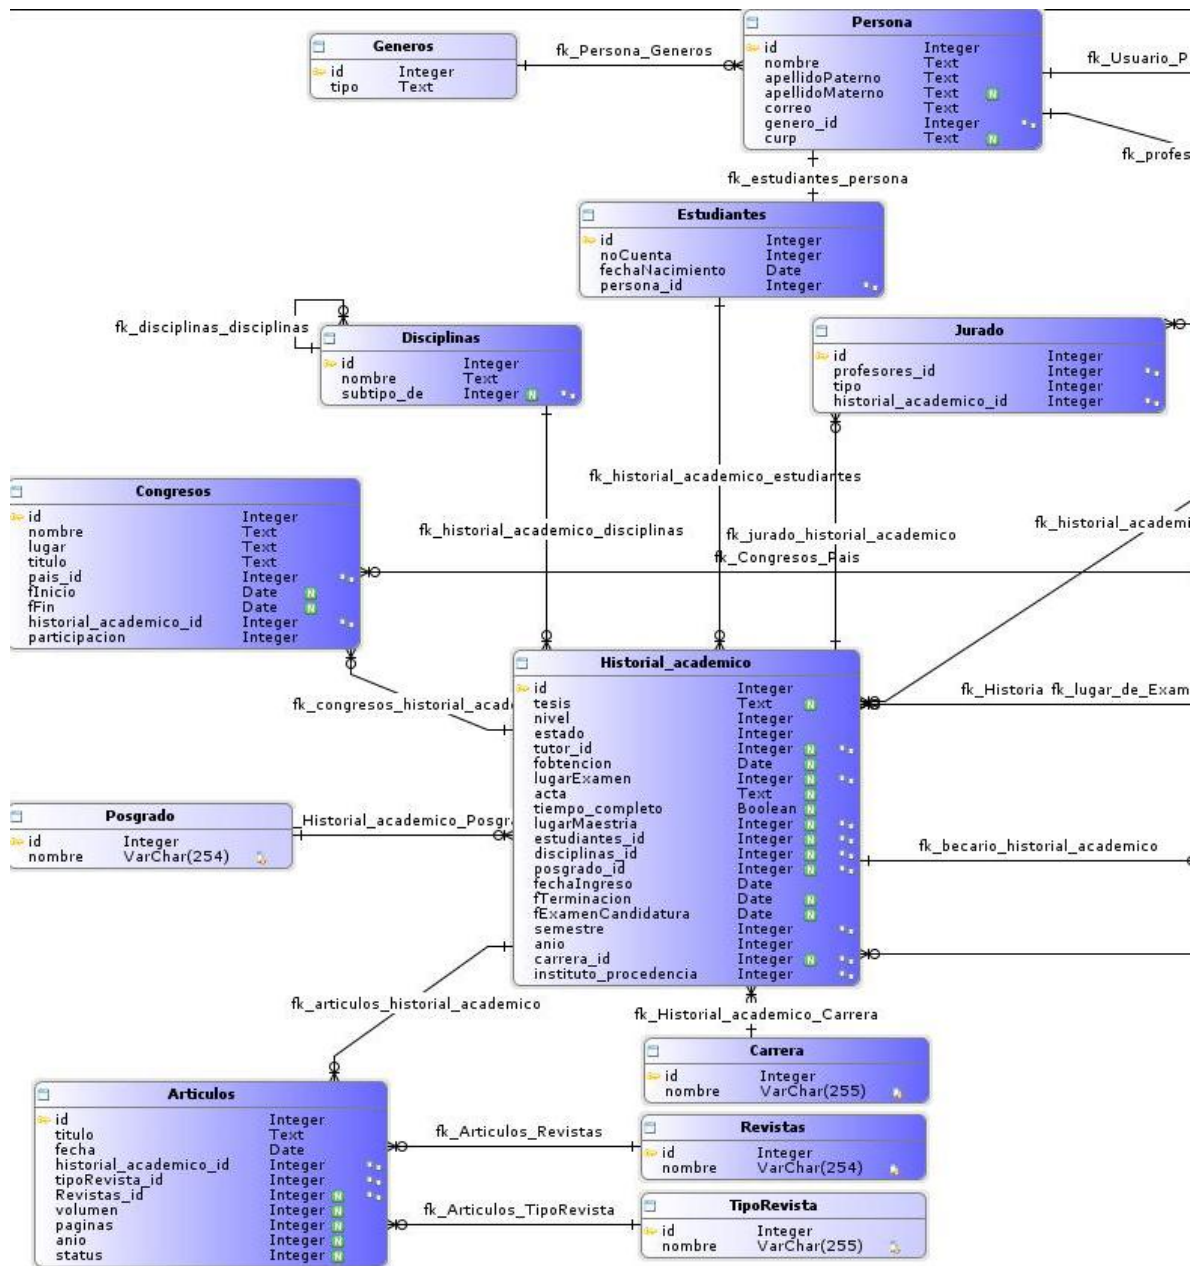 Generos
id Integer
tipo Text
fk_Persona_Generos
Persona
id Integer
nombre Text
apellidoPaterno Text
apellidoMaterno Text N
correo Text
genero_id Integer
curp Text N
fk_Usuario_P
fk_profes
fk_estudiantes_persona
Estudiantes
id Integer
noCuenta Integer
fechaNacimiento Date
persona_id Integer
fk_disciplinas_disciplinas
Disciplinas
id Integer
nombre Text
subtipo_de Integer N
Jurado
id Integer
profesores_id Integer
tipo Integer
historial_academico_id Integer
fk_historial_academico_estudiantes
fk_historial_academico_disciplinas
fk_jurado_historial_academico
fk_historial_academi
fk_Congresos_Pais
Congresos
id Integer
nombre Text
lugar Text
titulo Text
pais_id Integer
fInicio Date N
fFin Date N
historial_academico_id Integer
participacion Integer
fk_congresos_historial_acad
Historial_academico
id Integer
tesis Text N
nivel Integer
estado Integer
tutor_id Integer N
fobtencion Date N
lugarExamen Integer N
acta Text N
tiempo_completo Boolean N
lugarMaestria Integer N
estudiantes_id Integer N
disciplinas_id Integer N
posgrado_id Integer N
fechaIngreso Date
fTerminacion Date N
fExamenCandidatura Date N
semestre Integer
anio Integer
carrera_id Integer N
instituto_procedencia Integer
fk_Historia fk_lugar_de_Exam
Posgrado
id Integer
nombre VarChar(254)
_Historial_academico_Posgra
fk_becario_historial_academico
fk_articulos_historial_academico
fk_Historial_academico_Carrera
Carrera
id Integer
nombre VarChar(255)
Articulos
id Integer
titulo Text
fecha Date
historial_academico_id Integer
tipoRevista_id Integer
Revistas_id Integer N
volumen Integer N
paginas Integer N
anio Integer N
status Integer N
fk_Articulos_Revistas
Revistas
id Integer
nombre VarChar(254)
fk_Articulos_TipoRevista
TipoRevista
id Integer
nombre VarChar(255)